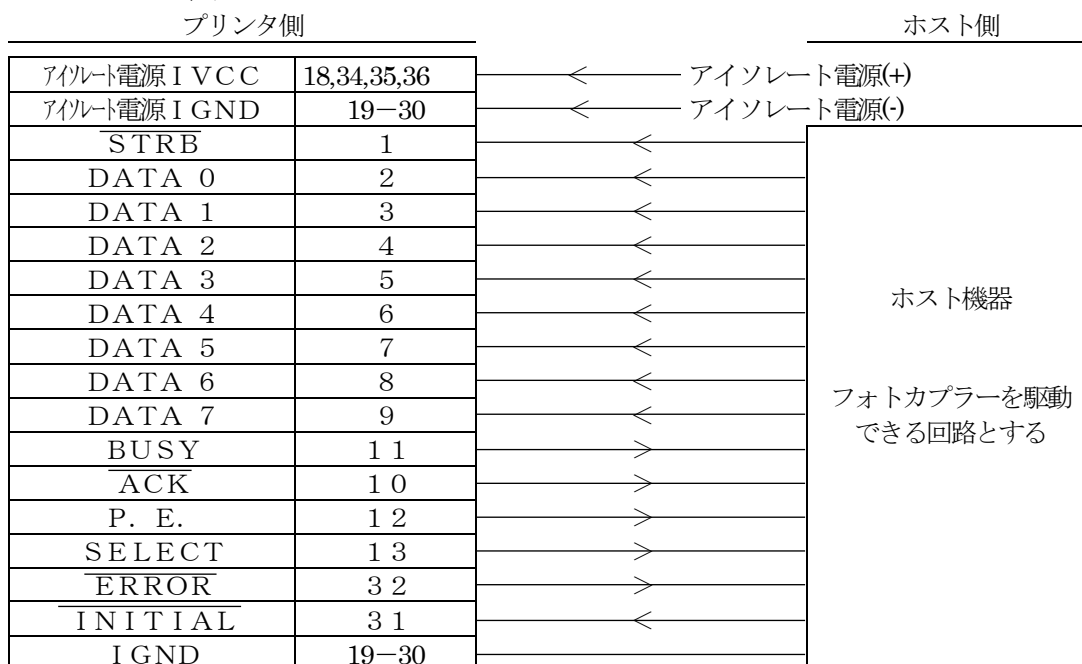 プリンタ側 ホスト側
アイソレート電源ＩＶＣＣ 18,34,35,36 アイソレート電源(+)
アイソレート電源ＩＧＮＤ 19－30 アイソレート電源(-)
ＳＴＲＢ 1
ＤＡＴＡ ０ 2
ＤＡＴＡ １ 3
ＤＡＴＡ ２ 4
ＤＡＴＡ ３ 5
ＤＡＴＡ ４ 6
ＤＡＴＡ ５ 7
ＤＡＴＡ ６ 8
ＤＡＴＡ ７ 9
ＢＵＳＹ １１
ＡＣＫ １０
Ｐ．Ｅ． １２
ＳＥＬＥＣＴ １３
ＥＲＲＯＲ ３２
ＩＮＩＴＩＡＬ ３１
ＩＧＮＤ 19－30
ホスト機器
フォトカプラーを駆動
できる回路とする